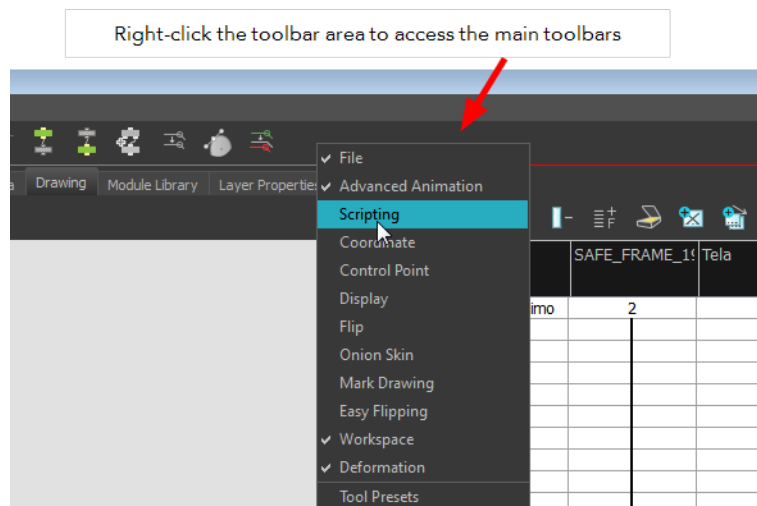 Right-click the toolbar area to access the main toolbars
File
Drawing Module Library Layer Propertie
Advanced Animation
Scripting
Coordinate
SAFE_FRAME_19 Tela
Control Point
Display
imo 2
Flip
Onion Skin
Mark Drawing
Easy Flipping
Workspace
Deformation
Tool Presets